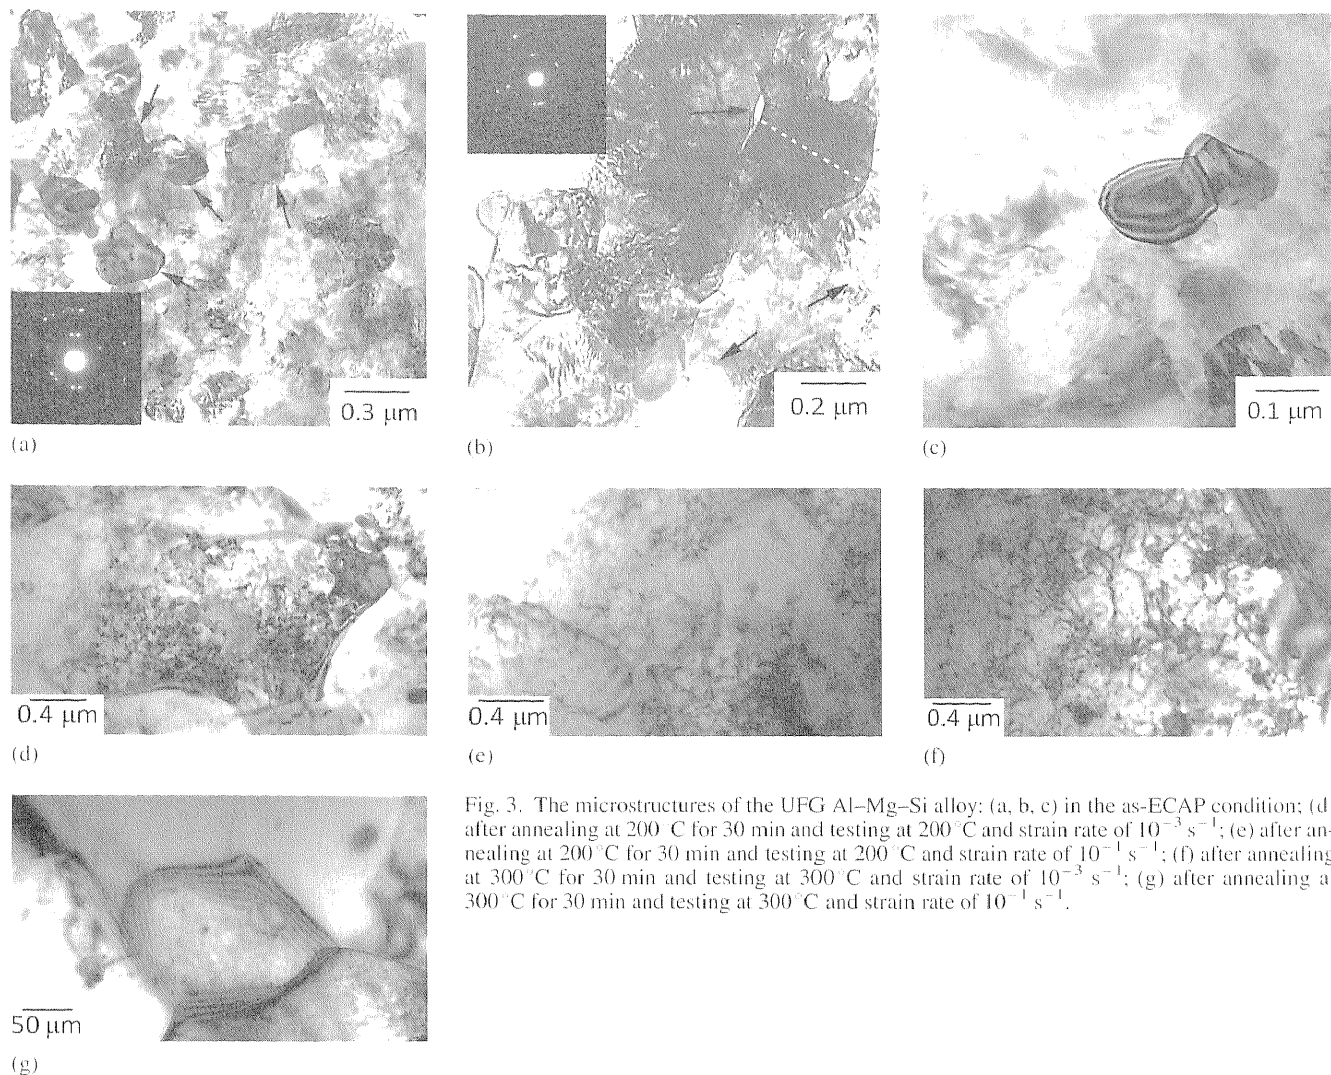 0.3 μm
0.2 μm
0.1 μm
(a)
(b)
(c)
0.4 μm
0.4 μm
0.4 μm
(d)
(e)
(f)
Fig. 3. The microstructures of the UFG Al–Mg–Si alloy: (a, b, c) in the as-ECAP condition; (d
after annealing at 200 °C for 30 min and testing at 200 °C and strain rate of 10⁻³ s⁻¹; (e) after an-
nealing at 200 °C for 30 min and testing at 200 °C and strain rate of 10⁻¹ s⁻¹; (f) after annealing
at 300 °C for 30 min and testing at 300 °C and strain rate of 10⁻³ s⁻¹; (g) after annealing a
300 °C for 30 min and testing at 300 °C and strain rate of 10⁻¹ s⁻¹.
50 μm
(g)